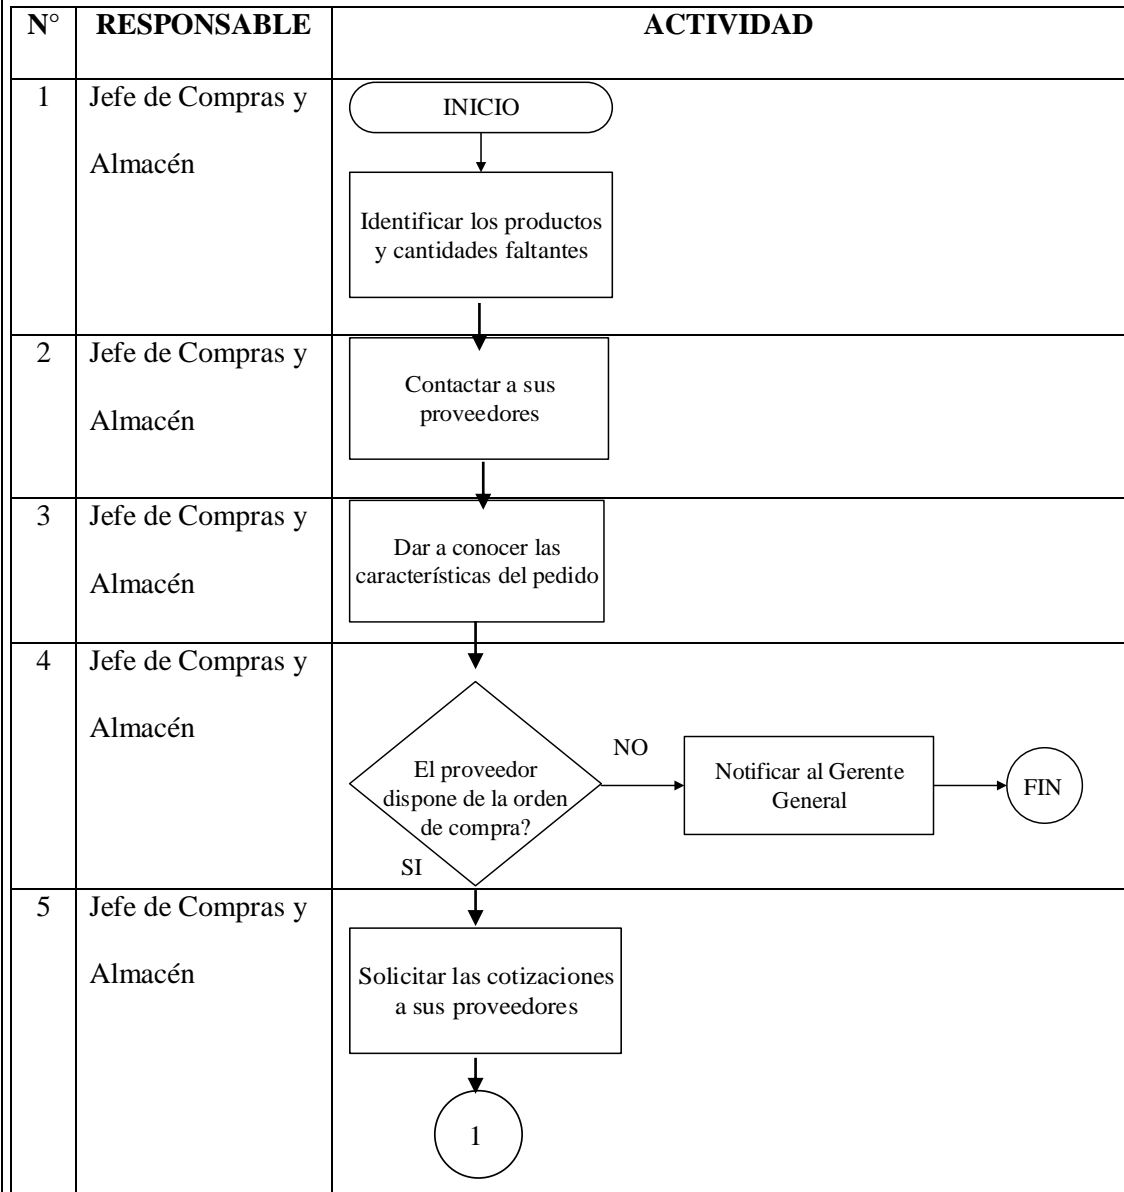 N° RESPONSABLE ACTIVIDAD
1 Jefe de Compras y
Almacén
INICIO
Identificar los productos
y cantidades faltantes
2 Jefe de Compras y
Almacén
Contactar a sus
proveedores
3 Jefe de Compras y
Almacén
Dar a conocer las
características del pedido
4 Jefe de Compras y
Almacén
El proveedor
dispone de la orden
de compra?
NO
Notificar al Gerente
General
FIN
SI
5 Jefe de Compras y
Almacén
Solicitar las cotizaciones
a sus proveedores
1